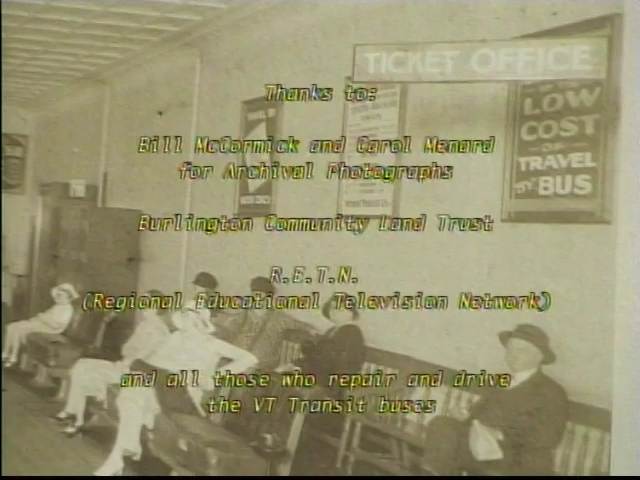 TICKET OFFICE
Thanks to:
LOW
COST
OF
TRAVEL
BY BUS
Bill McCormick and Carol Menard
for Archival Photographs
Burlington Community Land Trust
R.E.T.N.
(Regional Educational Television Network)
and all those who repair and drive
the VT Transit buses